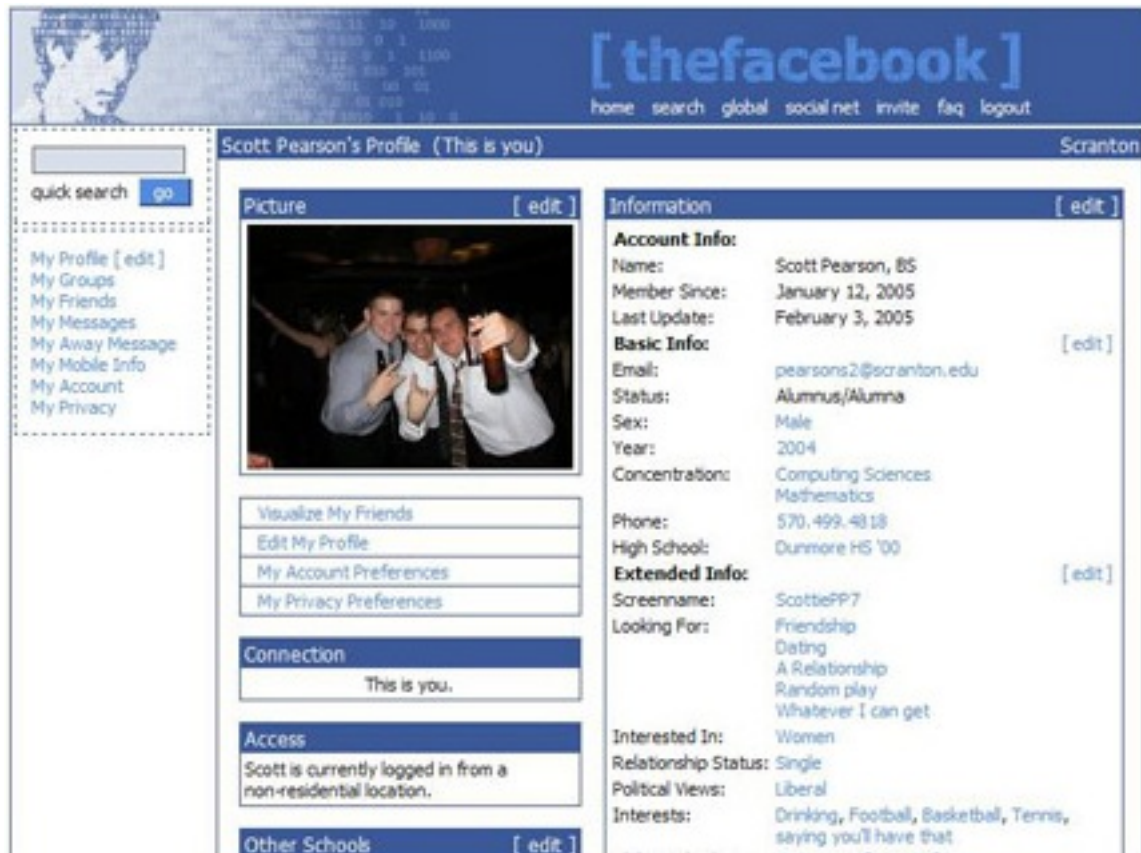 [ thefacebook ]
home search global social net invite faq logout
quick search go
My Profile [ edit ]
My Groups
My Friends
My Messages
My Away Message
My Mobile Info
My Account
My Privacy
Scott Pearson's Profile (This is you) Scranton
Picture [ edit ]
Visualize My Friends
Edit My Profile
My Account Preferences
My Privacy Preferences
Connection
This is you.
Access
Scott is currently logged in from a
non-residential location.
Other Schools [ edit ]
Information [ edit ]
Account Info:
Name: Scott Pearson, BS
Member Since: January 12, 2005
Last Update: February 3, 2005
Basic Info: [ edit ]
Email: pearsons2@scranton.edu
Status: Alumnus/Alumna
Sex: Male
Year: 2004
Concentration: Computing Sciences
Mathematics
Phone: 570.499.4818
High School: Dunmore HS '00
Extended Info: [ edit ]
Screenname: ScottiePP7
Looking For: Friendship
Dating
A Relationship
Random play
Whatever I can get
Interested In: Women
Relationship Status: Single
Political Views: Liberal
Interests: Drinking, Football, Basketball, Tennis,
saying you'll have that